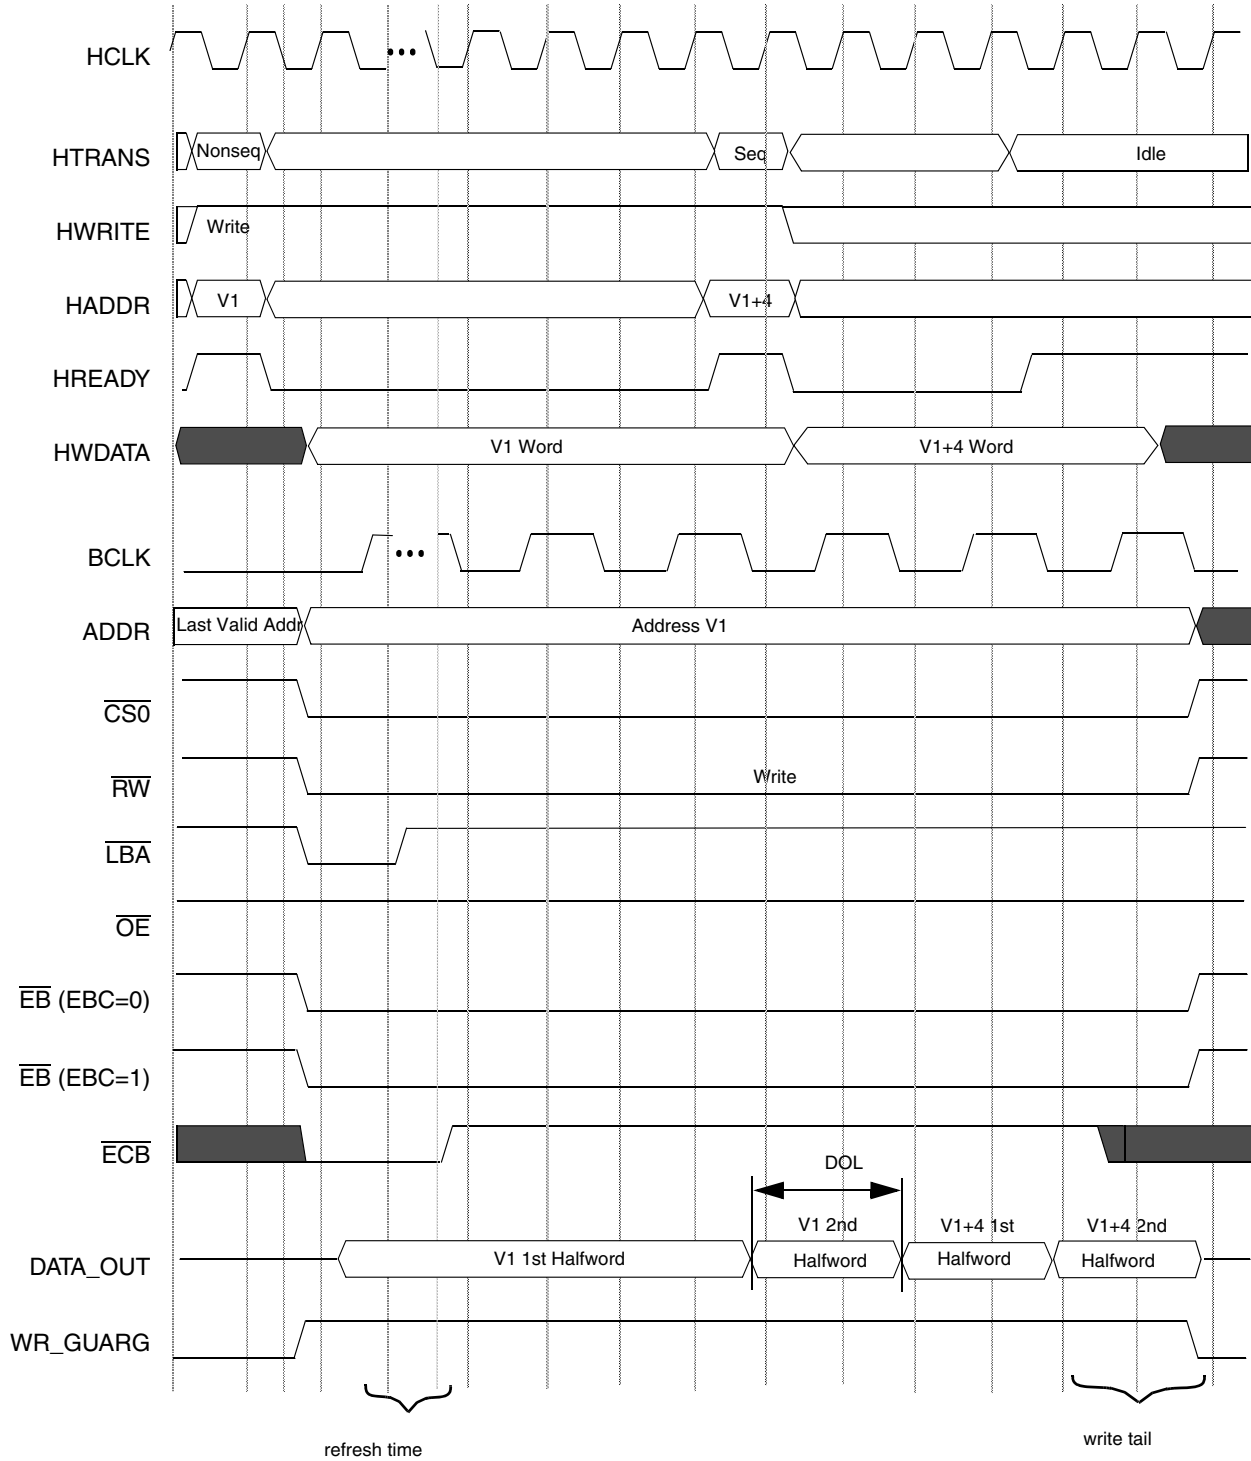 HCLK
HTRANS Nonseq Seq Idle
HWRITE Write
HADDR V1 V1+4
HREADY
HWDATA V1 Word V1+4 Word
BCLK
ADDR Last Valid Addr Address V1
CS0
RW Write
LBA
OE
EB (EBC=0)
EB (EBC=1)
ECB
DOL
V1 2nd V1+4 1st V1+4 2nd
DATA_OUT V1 1st Halfword Halfword Halfword Halfword
WR_GUARG
refresh time write tail